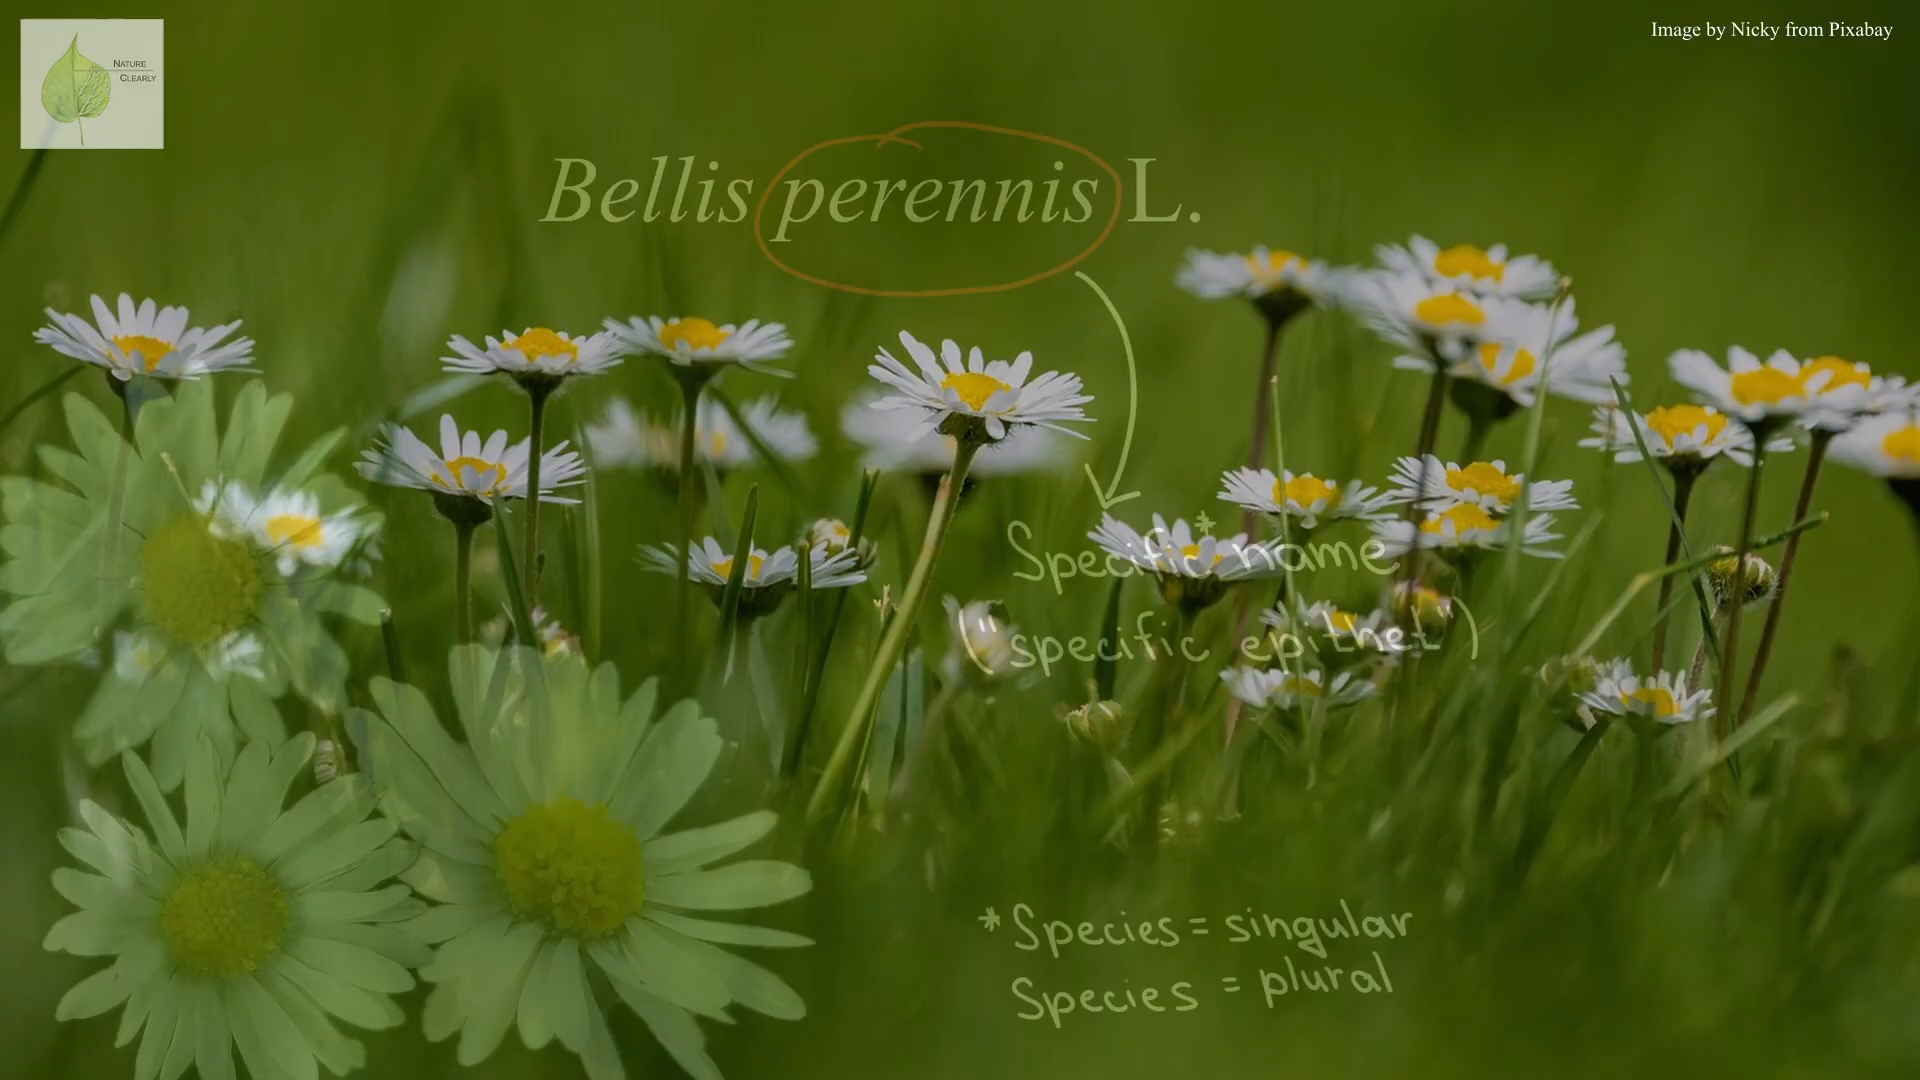 Image by Nicky from Pixabay
NATURE
CLEARLY
Bellis perennis L.
Specific* name
("specific epithet")
*Species = singular
Species = plural